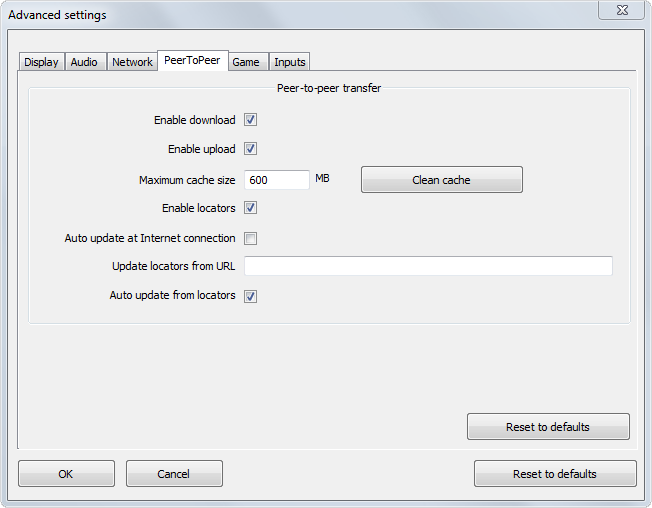 Advanced settings
Display Audio Network PeerToPeer Game Inputs
Peer-to-peer transfer
Enable download
Enable upload
Maximum cache size 600 MB Clean cache
Enable locators
Auto update at Internet connection
Update locators from URL
Auto update from locators
Reset to defaults
OK Cancel Reset to defaults